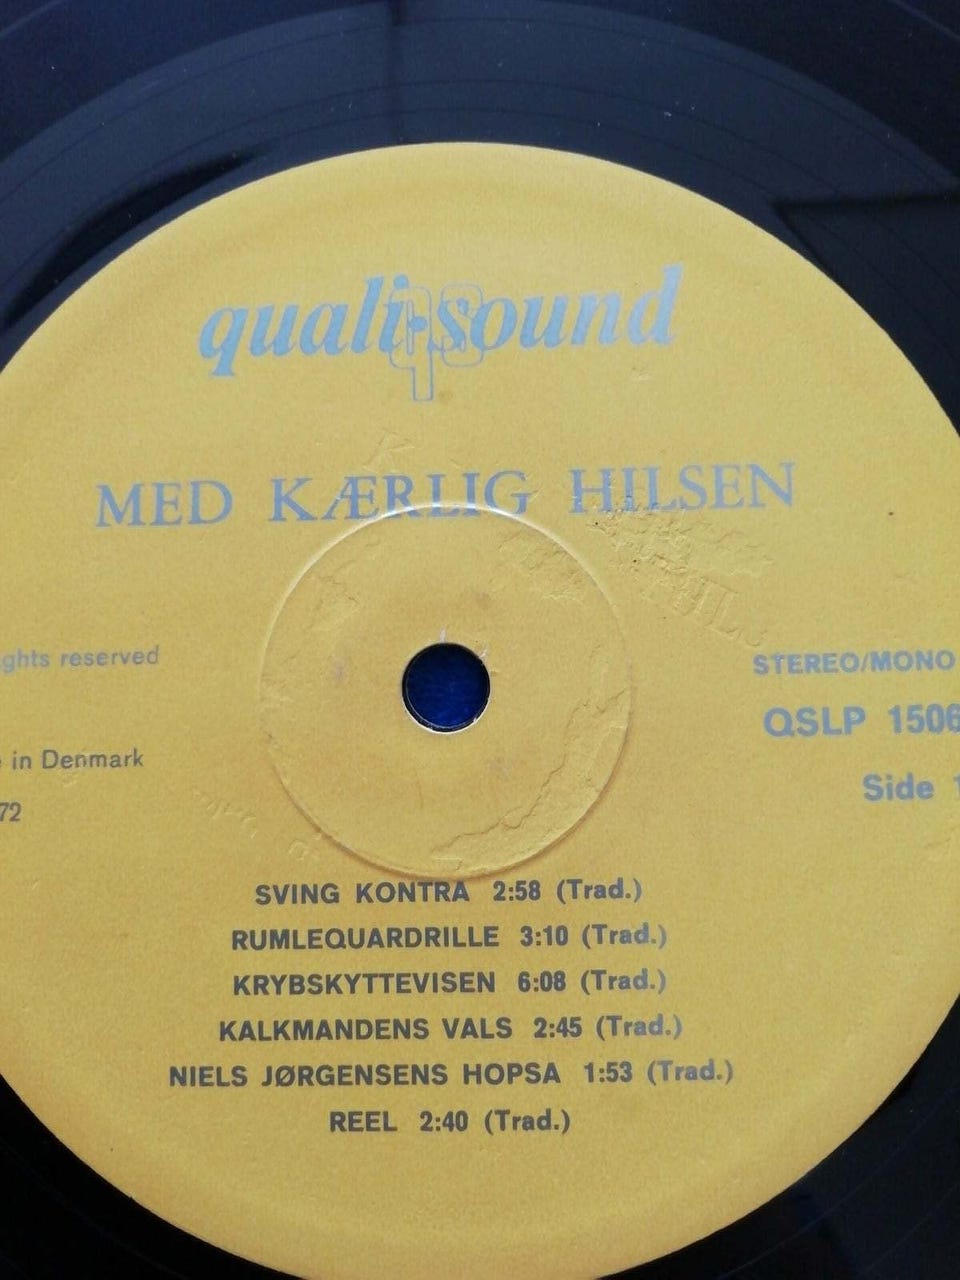 quali-sound
QS
MED KÆRLIG HILSEN
ghts reserved
STEREO/MONO
QSLP 1506
in Denmark
Side 1
72
SVING KONTRA 2:58 (Trad.)
RUMLEQUARDRILLE 3:10 (Trad.)
KRYBSKYTTEVISEN 6:08 (Trad.)
KALKMANDENS VALS 2:45 (Trad.)
NIELS JØRGENSENS HOPSA 1:53 (Trad.)
REEL 2:40 (Trad.)